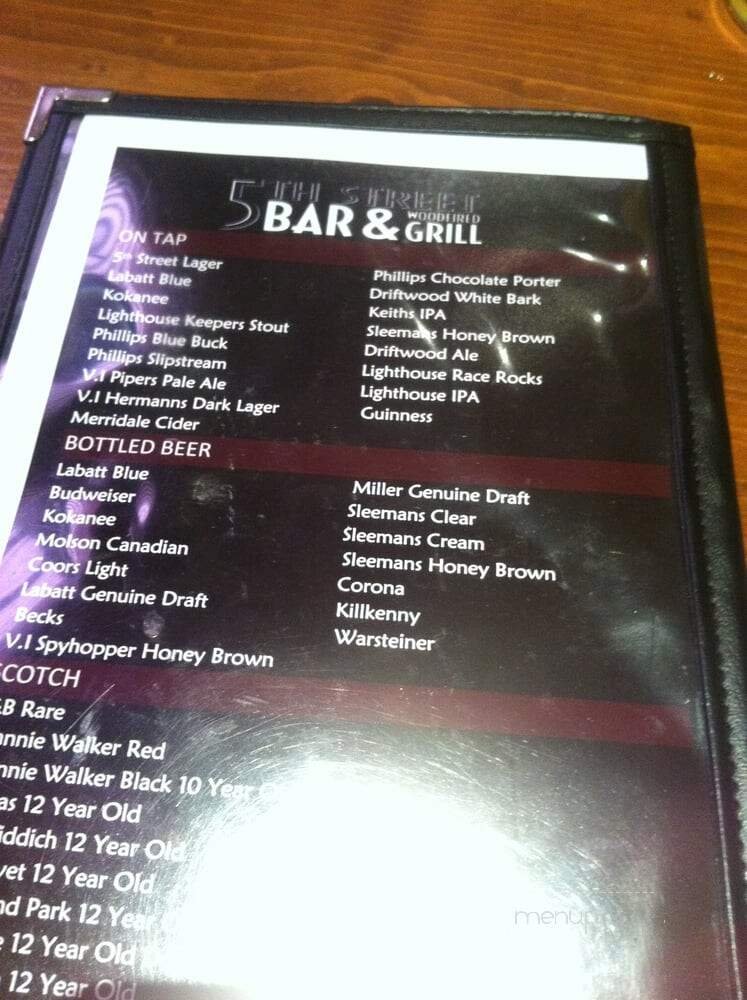 5TH STREET
BAR & WOODFIRED GRILL
ON TAP
5th Street Lager
Labatt Blue
Kokanee
Lighthouse Keepers Stout
Phillips Blue Buck
Phillips Slipstream
V.I Pipers Pale Ale
V.I Hermanns Dark Lager
Merridale Cider
Phillips Chocolate Porter
Driftwood White Bark
Keiths IPA
Sleemans Honey Brown
Driftwood Ale
Lighthouse Race Rocks
Lighthouse IPA
Guinness
BOTTLED BEER
Labatt Blue
Budweiser
Kokanee
Molson Canadian
Coors Light
Labatt Genuine Draft
Becks
V.I Spyhopper Honey Brown
Miller Genuine Draft
Sleemans Clear
Sleemans Cream
Sleemans Honey Brown
Corona
Killkenny
Warsteiner
SCOTCH
&B Rare
nnie Walker Red
nnie Walker Black 10 Year O
as 12 Year Old
iddich 12 Year Old
vet 12 Year Old
nd Park 12 Year
12 Year Old
12 Year Old
menu